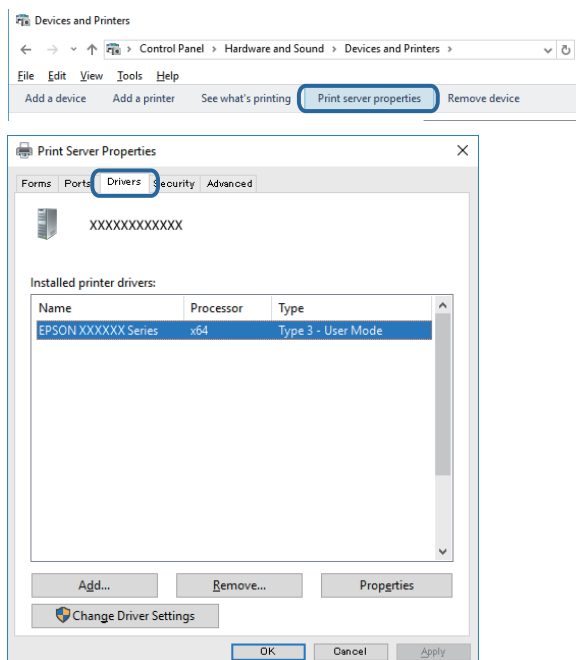 Devices and Printers
Control Panel > Hardware and Sound > Devices and Printers >
File Edit View Tools Help
Add a device Add a printer See what's printing Print server properties Remove device
Print Server Properties
Forms Ports Drivers Security Advanced
XXXXXXXXXXXX
Installed printer drivers:
Name Processor Type
EPSON XXXXXX Series x64 Type 3 - User Mode
Add... Remove... Properties
Change Driver Settings
OK Cancel Apply